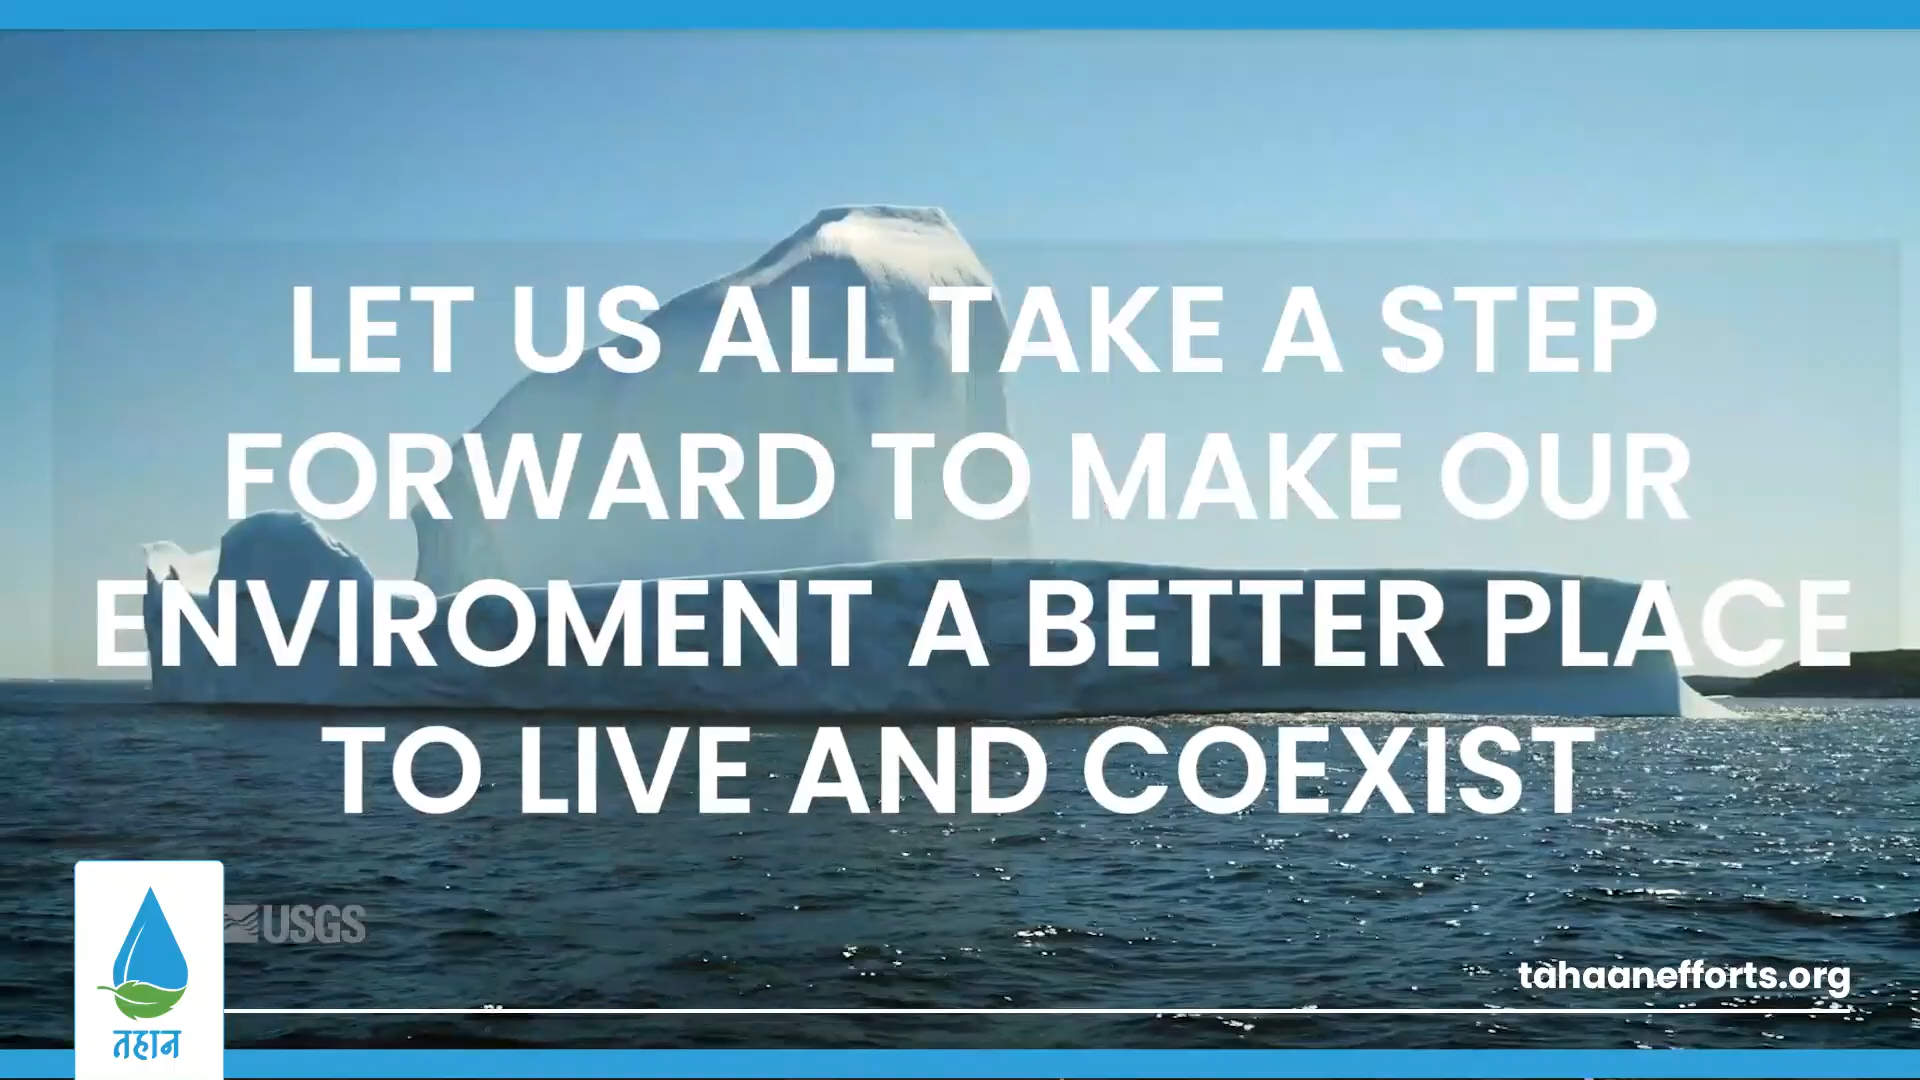 LET US ALL TAKE A STEP
FORWARD TO MAKE OUR
ENVIROMENT A BETTER PLACE
TO LIVE AND COEXIST
USGS
tahaanefforts.org
तहान